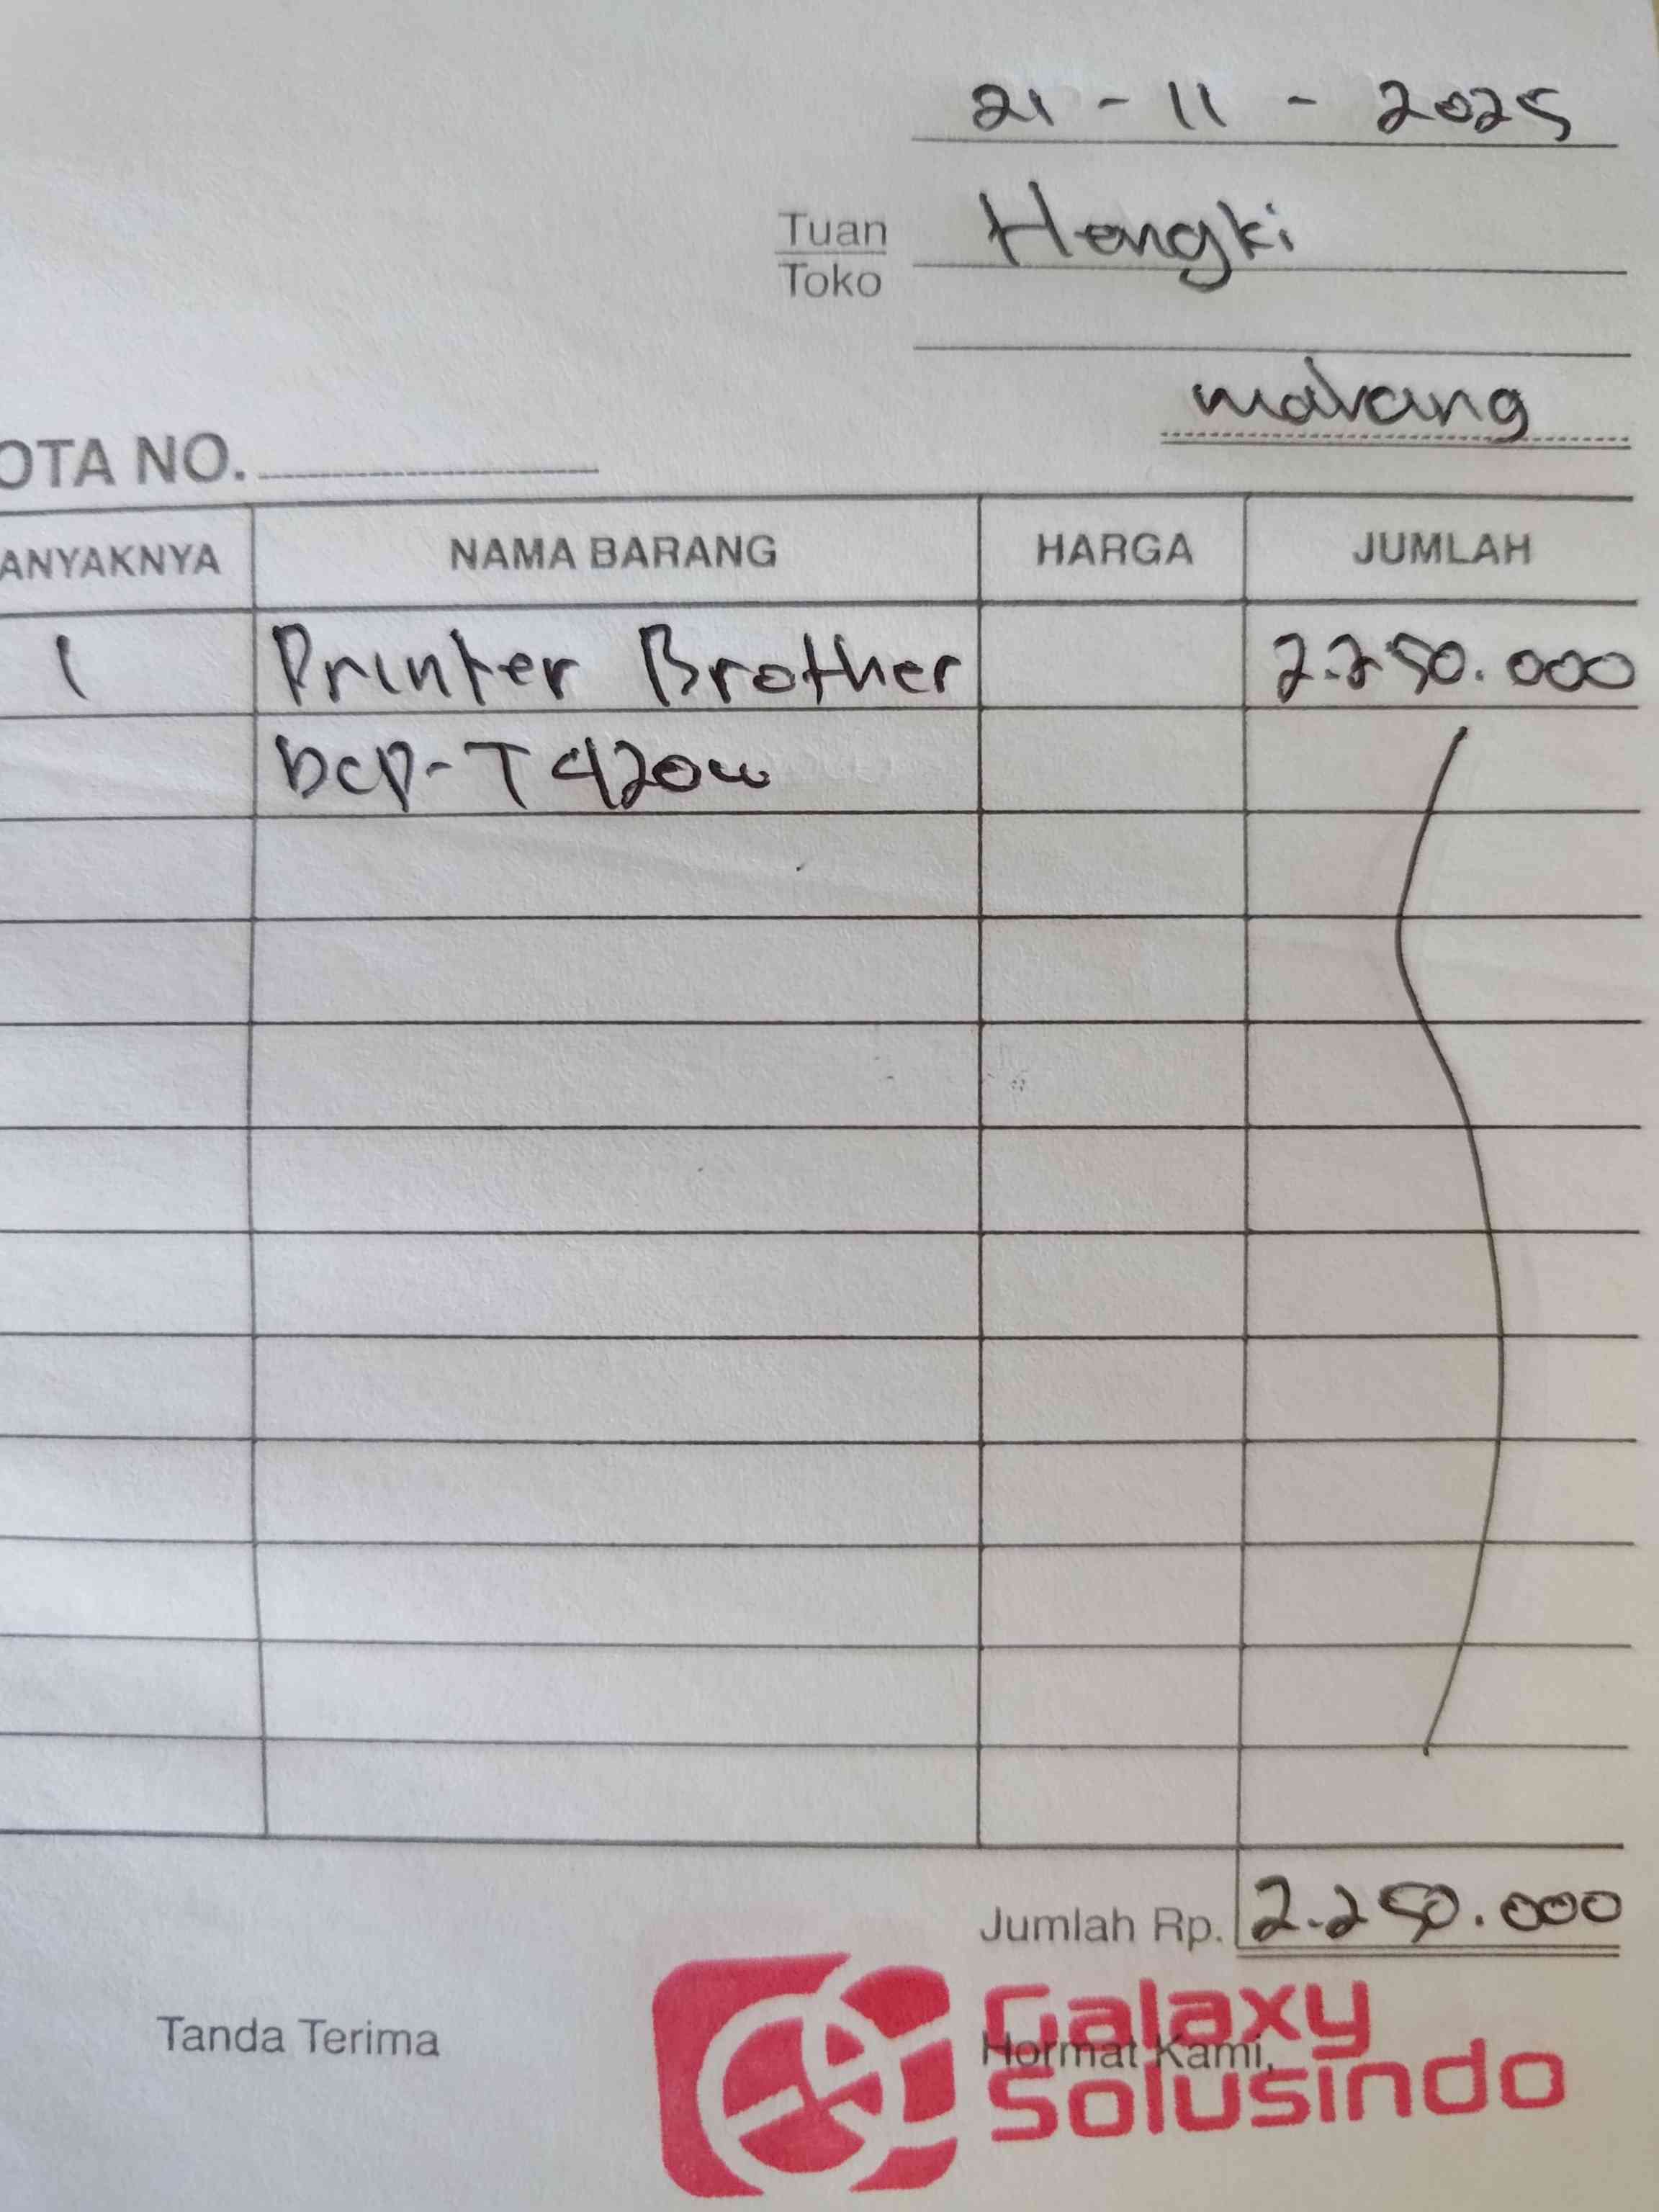 21 - 11 - 2025
Tuan
Toko
Hengki
malang
OTA NO.
ANYAKNYA NAMA BARANG HARGA JUMLAH
1 Printer Brother 2.250.000
DCP-T420w
Jumlah Rp. 2.250.000
Tanda Terima
Hormat Kami,
Galaxy
Solusindo